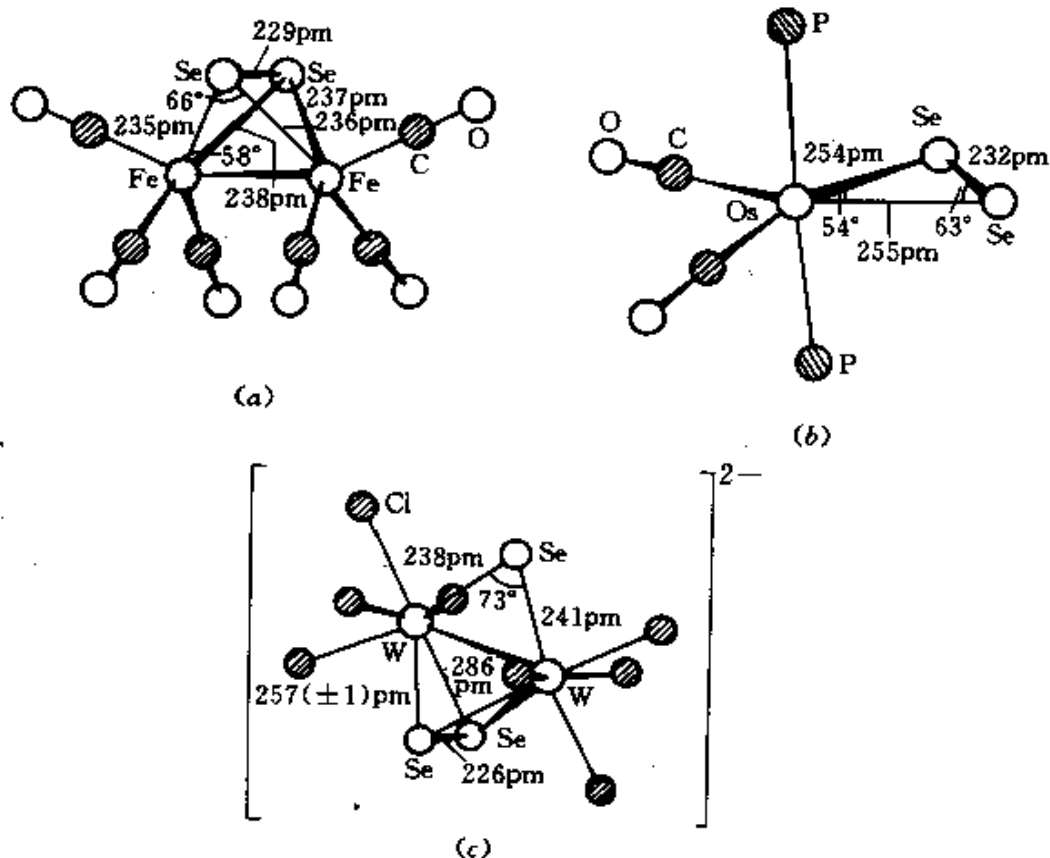 229pm
Se
Se
66°
237pm
235pm
236pm
O
C
58°
Fe
Fe
238pm
(a)
P
O
C
Se
254pm
232pm
Os
54°
63°
Se
255pm
P
(b)
2−
Cl
Se
238pm
73°
241pm
W
286
pm
W
257(±1)pm
Se
Se
226pm
(c)